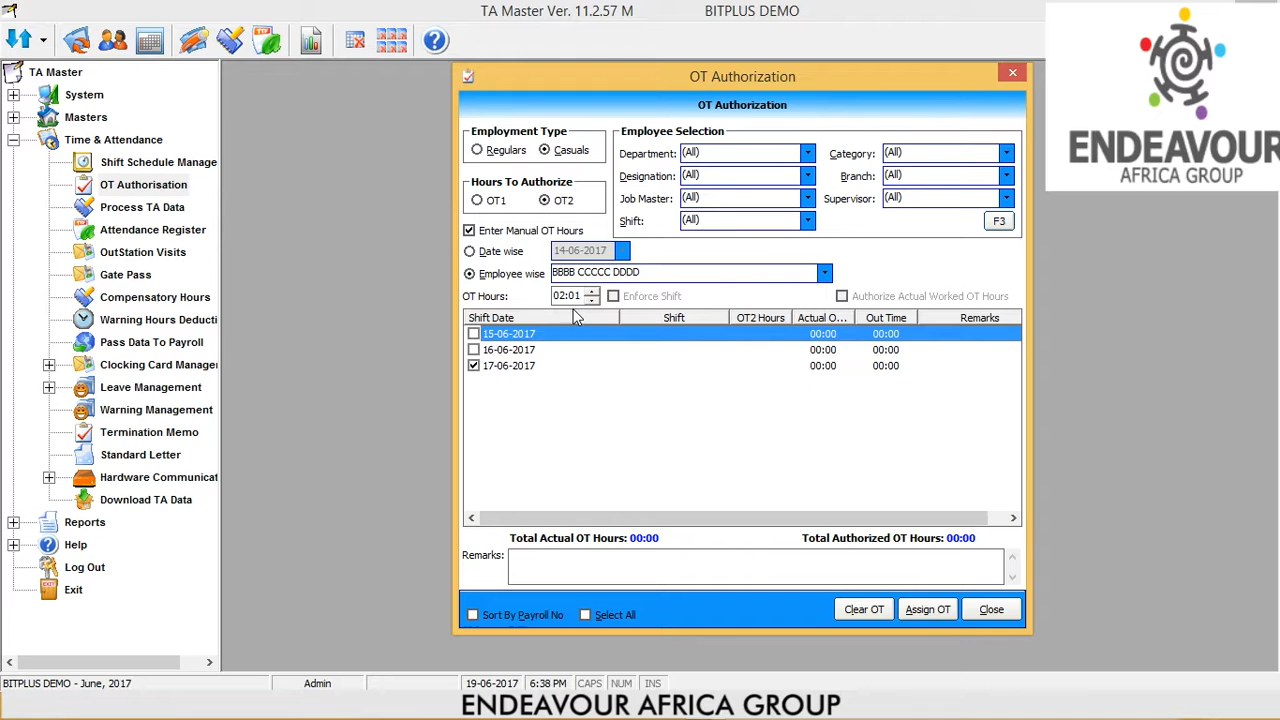 TA Master Ver. 11.2.57 M BITPLUS DEMO
ENDEAVOUR
AFRICA GROUP
TA Master
System
Masters
Time & Attendance
Shift Schedule Manage
OT Authorisation
Process TA Data
Attendance Register
OutStation Visits
Gate Pass
Compensatory Hours
Warning Hours Deducti
Pass Data To Payroll
Clocking Card Manager
Leave Management
Warning Management
Termination Memo
Standard Letter
Hardware Communicat
Download TA Data
Reports
Help
Log Out
Exit
OT Authorization
OT Authorization
Employment Type
Regulars Casuals
Hours To Authorize
OT1 OT2
Employee Selection
Department: (All) Category: (All)
Designation: (All) Branch: (All)
Job Master: (All) Supervisor: (All)
Shift: (All) F3
Enter Manual OT Hours
Date wise 14-06-2017
Employee wise BBBB CCCCC DDDD
OT Hours: 02:01 Enforce Shift Authorize Actual Worked OT Hours
Shift Date Shift OT2 Hours Actual O... Out Time Remarks
15-06-2017 00:00 00:00
16-06-2017 00:00 00:00
17-06-2017 00:00 00:00
Total Actual OT Hours: 00:00 Total Authorized OT Hours: 00:00
Remarks:
Sort By Payroll No Select All Clear OT Assign OT Close
BITPLUS DEMO - June, 2017 Admin 19-06-2017 6:38 PM CAPS NUM INS
ENDEAVOUR AFRICA GROUP